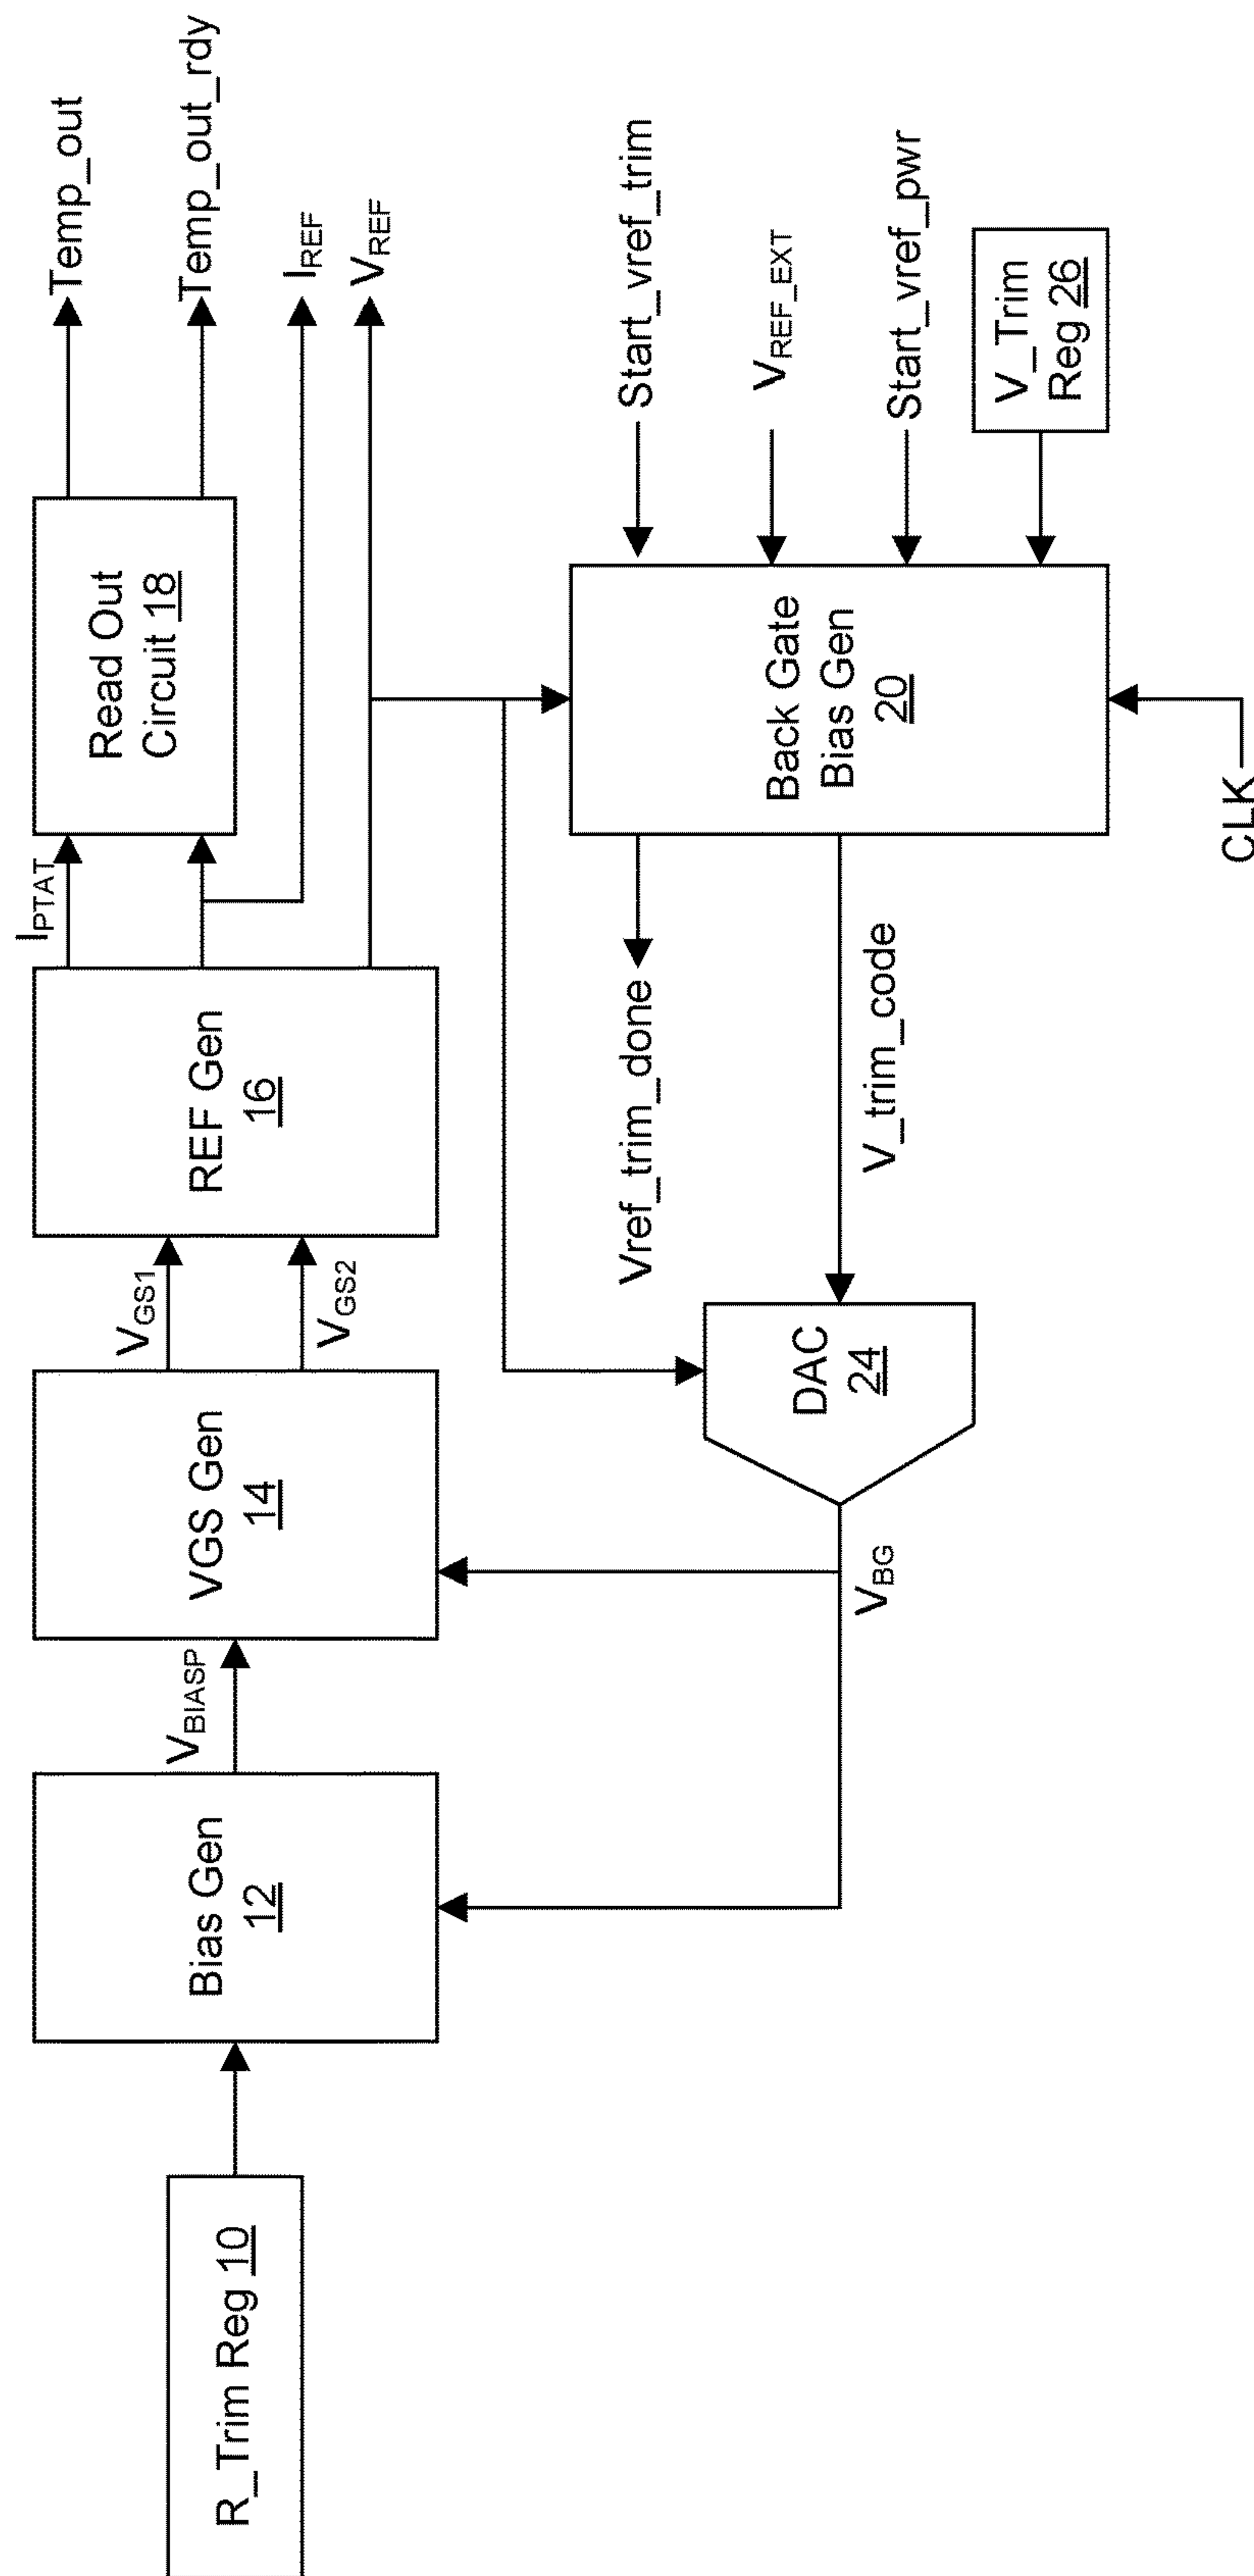 R_Trim Reg 10
Bias Gen
12
VBIASP
VGS Gen
14
VGS1
VGS2
REF Gen
16
IPTAT
Read Out
Circuit 18
Temp_out
Temp_out_rdy
IREF
VREF
VBG
DAC
24
Vref_trim_done
V_trim_code
Back Gate
Bias Gen
20
CLK
Start_vref_trim
VREF_EXT
Start_vref_pwr
V_Trim
Reg 26